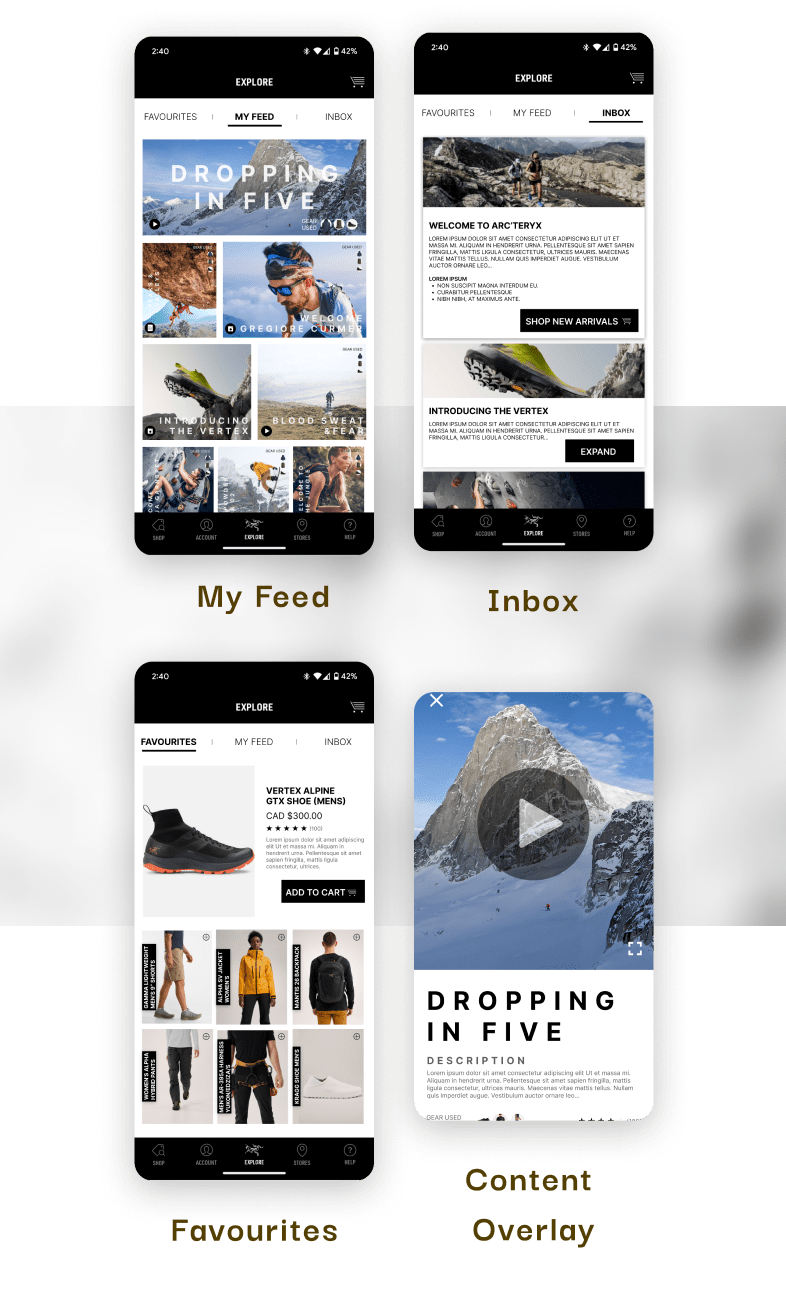 2:40
42%
EXPLORE
FAVOURITES
MY FEED
INBOX
DROPPING
IN FIVE
GEAR
USED
GEAR USED
GEAR USED
WELCOME
GREGIORE CURMER
INTRODUCING
THE VERTEX
GEAR USED
BLOOD SWEAT
&FEAR
SHOP
ACCOUNT
EXPLORE
STORES
HELP
My Feed
2:40
42%
EXPLORE
FAVOURITES
MY FEED
INBOX
WELCOME TO ARC'TERYX
LOREM IPSUM DOLOR SIT AMET CONSECTETUR ADIPISCING ELIT UT ET
MASSA MI. ALIQUAM IN HENDRERIT URNA. PELLENTESQUE SIT AMET SAPIEN
FRINGILLA, MATTIS LIGULA CONSECTETUR, ULTRICES MAURIS. MAECENAS
VITAE MATTIS TELLUS. NULLAM QUIS IMPERDIET AUGUE. VESTIBULUM
AUCTOR ORNARE LEO...
LOREM IPSUM
• NON SUSCIPIT MAGNA INTERDUM EU.
• CURABITUR PELLENTESQUE
• NIBH NIBH, AT MAXIMUS ANTE.
SHOP NEW ARRIVALS
INTRODUCING THE VERTEX
LOREM IPSUM DOLOR SIT AMET CONSECTETUR ADIPISCING ELIT UT ET
MASSA MI. ALIQUAM IN HENDRERIT URNA. PELLENTESQUE SIT AMET SAPIEN
FRINGILLA, MATTIS LIGULA CONSECTETUR...
EXPAND
SHOP
ACCOUNT
EXPLORE
STORES
HELP
Inbox
2:40
42%
EXPLORE
FAVOURITES
MY FEED
INBOX
VERTEX ALPINE
GTX SHOE (MENS)
CAD $300.00
(100)
Lorem ipsum dolor sit amet adipiscing
elit Ut et massa mi. Aliquam in
hendrerit urna. Pellentesque sit amet
sapien fringilla, mattis ligula
consectetur, ultrices.
ADD TO CART
GAMMA LIGHTWEIGHT
MEN'S 9" SHORTS
ALPHA SV JACKET
WOMEN'S
MANTIS 26 BACKPACK
WOMEN'S ALPHA
HYBRID PANTS
MEN'S AR-395A HARNESS
KRAGG SHOE MEN'S
SHOP
ACCOUNT
EXPLORE
STORES
HELP
Favourites
DROPPING
IN FIVE
DESCRIPTION
Lorem ipsum dolor sit amet consectetur adipiscing elit Ut et massa mi.
Aliquam in hendrerit urna. Pellentesque sit amet sapien fringilla, mattis
ligula consectetur, ultrices mauris. Maecenas vitae mattis tellus. Nullam
quis imperdiet augue. Vestibulum auctor ornare leo...
GEAR USED
Content
Overlay